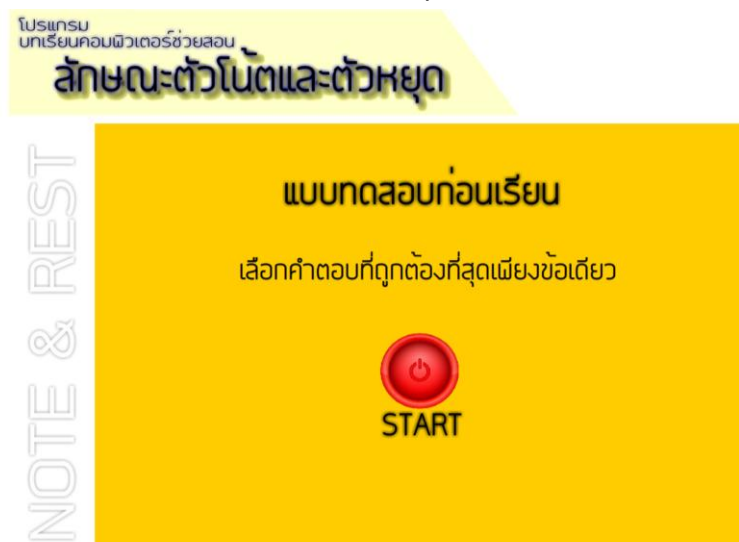 โปรแกรม
บทเรียนคอมพิวเตอร์ช่วยสอน
ลักษณะตัวโน้ตและตัวหยุด
NOTE & REST
แบบทดสอบก่อนเรียน
เลือกคำตอบที่ถูกต้องที่สุดเพียงข้อเดียว
START